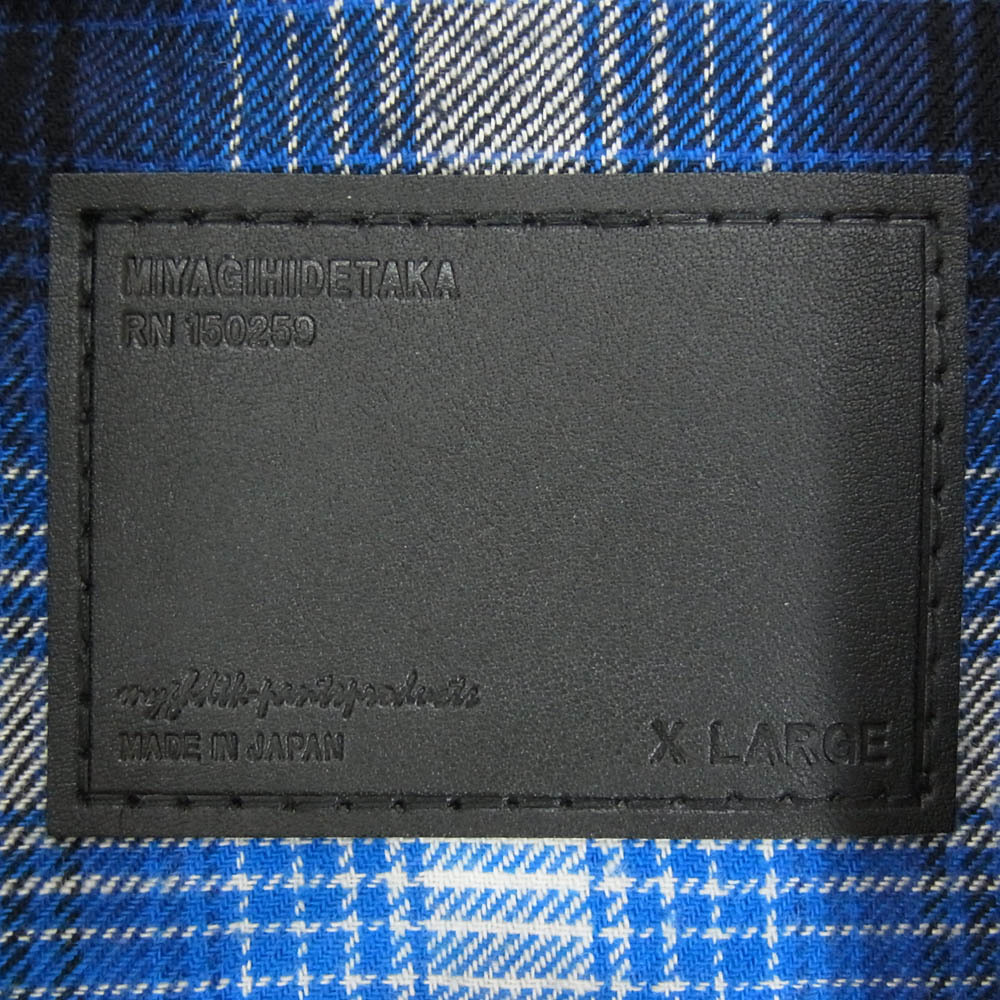 MIYAGIHIDETAKA
RN 150259
MADE IN JAPAN
X LARGE